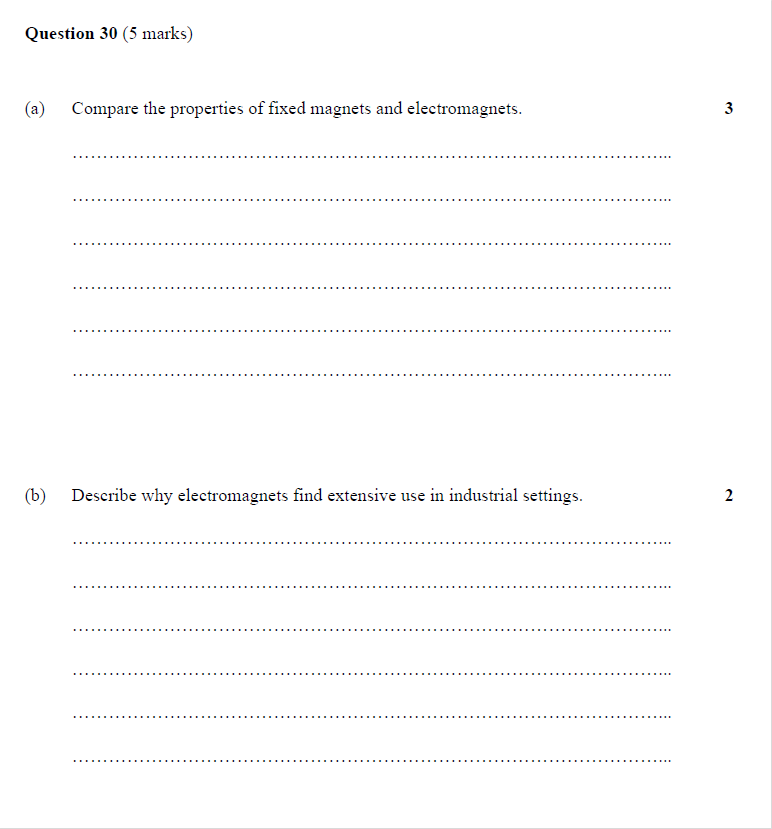 Question 30 (5 marks)
(a) Compare the properties of fixed magnets and electromagnets. 3
(b) Describe why electromagnets find extensive use in industrial settings. 2